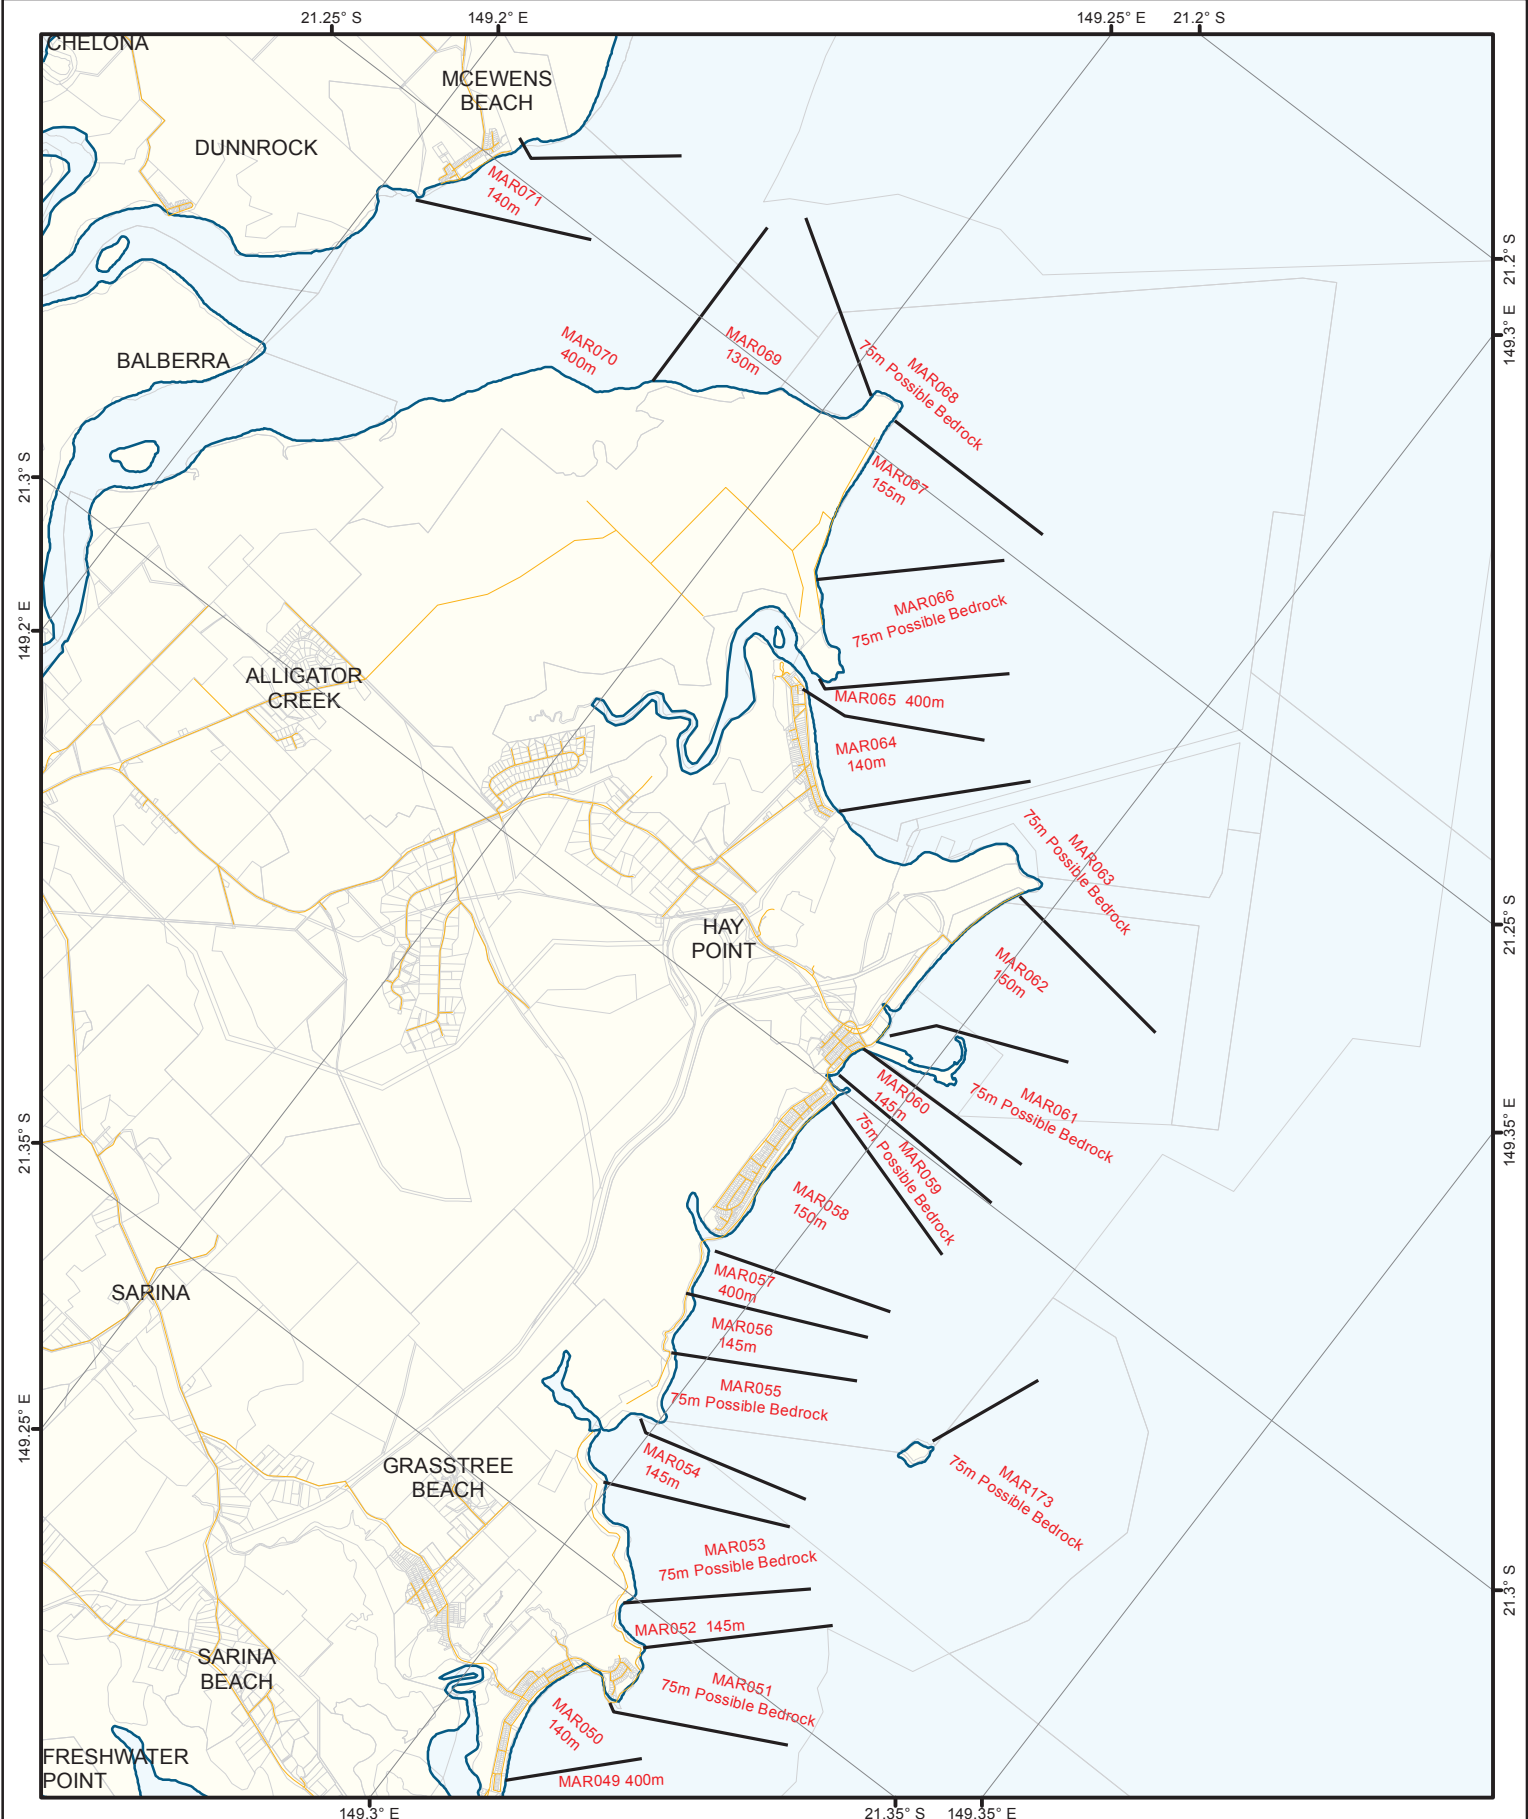 21.25° S
149.2° E
149.25° E
21.2° S
CHELONA
MCEWENS
BEACH
DUNNROCK
MAR071
140m
21.2° S
149.3° E
BALBERRA
MAR070
400m
MAR069
130m
MAR068
75m Possible Bedrock
21.3° S
MAR067
155m
149.2° E
MAR066
75m Possible Bedrock
ALLIGATOR
CREEK
MAR065 400m
MAR064
140m
MAR063
75m Possible Bedrock
21.25° S
HAY
POINT
MAR062
150m
MAR061
75m Possible Bedrock
MAR060
145m
21.35° S
149.35° E
MAR059
75m Possible Bedrock
MAR058
150m
SARINA
MAR057
400m
MAR056
145m
MAR055
75m Possible Bedrock
149.25° E
GRASSTREE
BEACH
MAR054
145m
MAR173
75m Possible Bedrock
MAR053
75m Possible Bedrock
21.3° S
MAR052 145m
SARINA
BEACH
MAR051
75m Possible Bedrock
MAR050
140m
FRESHWATER
POINT
MAR049 400m
149.3° E
21.35° S
149.35° E